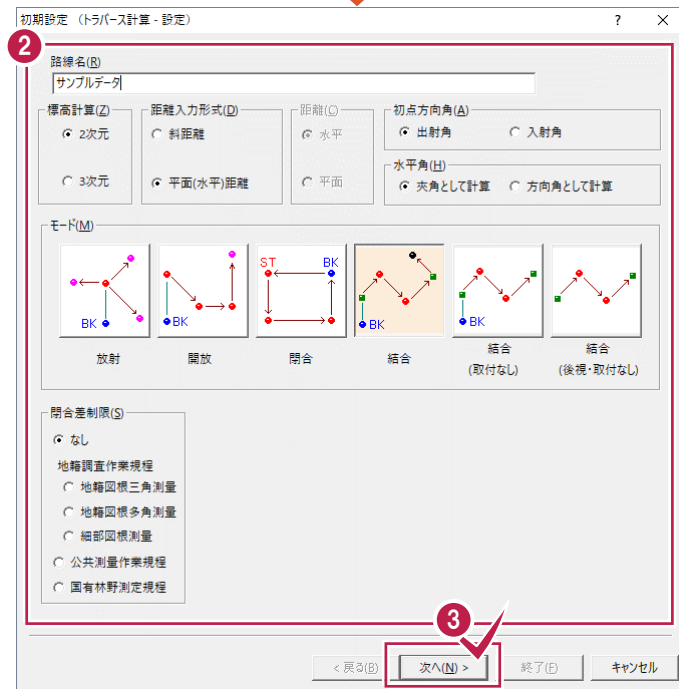 初期設定 （トラバース計算 - 設定）
?
2
路線名(R)
サンプルデータ
標高計算(Z)
2次元
3次元
距離入力形式(D)
斜距離
平面(水平)距離
距離(C)
水平
平面
初点方向角(A)
出射角 入射角
水平角(H)
夾角として計算 方向角として計算
モード(M)
BK
BK
ST BK
BK
BK
放射 開放 閉合 結合 結合 結合
(取付なし) (後視・取付なし)
閉合差制限(S)
なし
地籍調査作業規程
地籍図根三角測量
地籍図根多角測量
細部図根測量
公共測量作業規程
国有林野測定規程
3
< 戻る(B) 次へ(N) > 終了(F) キャンセル